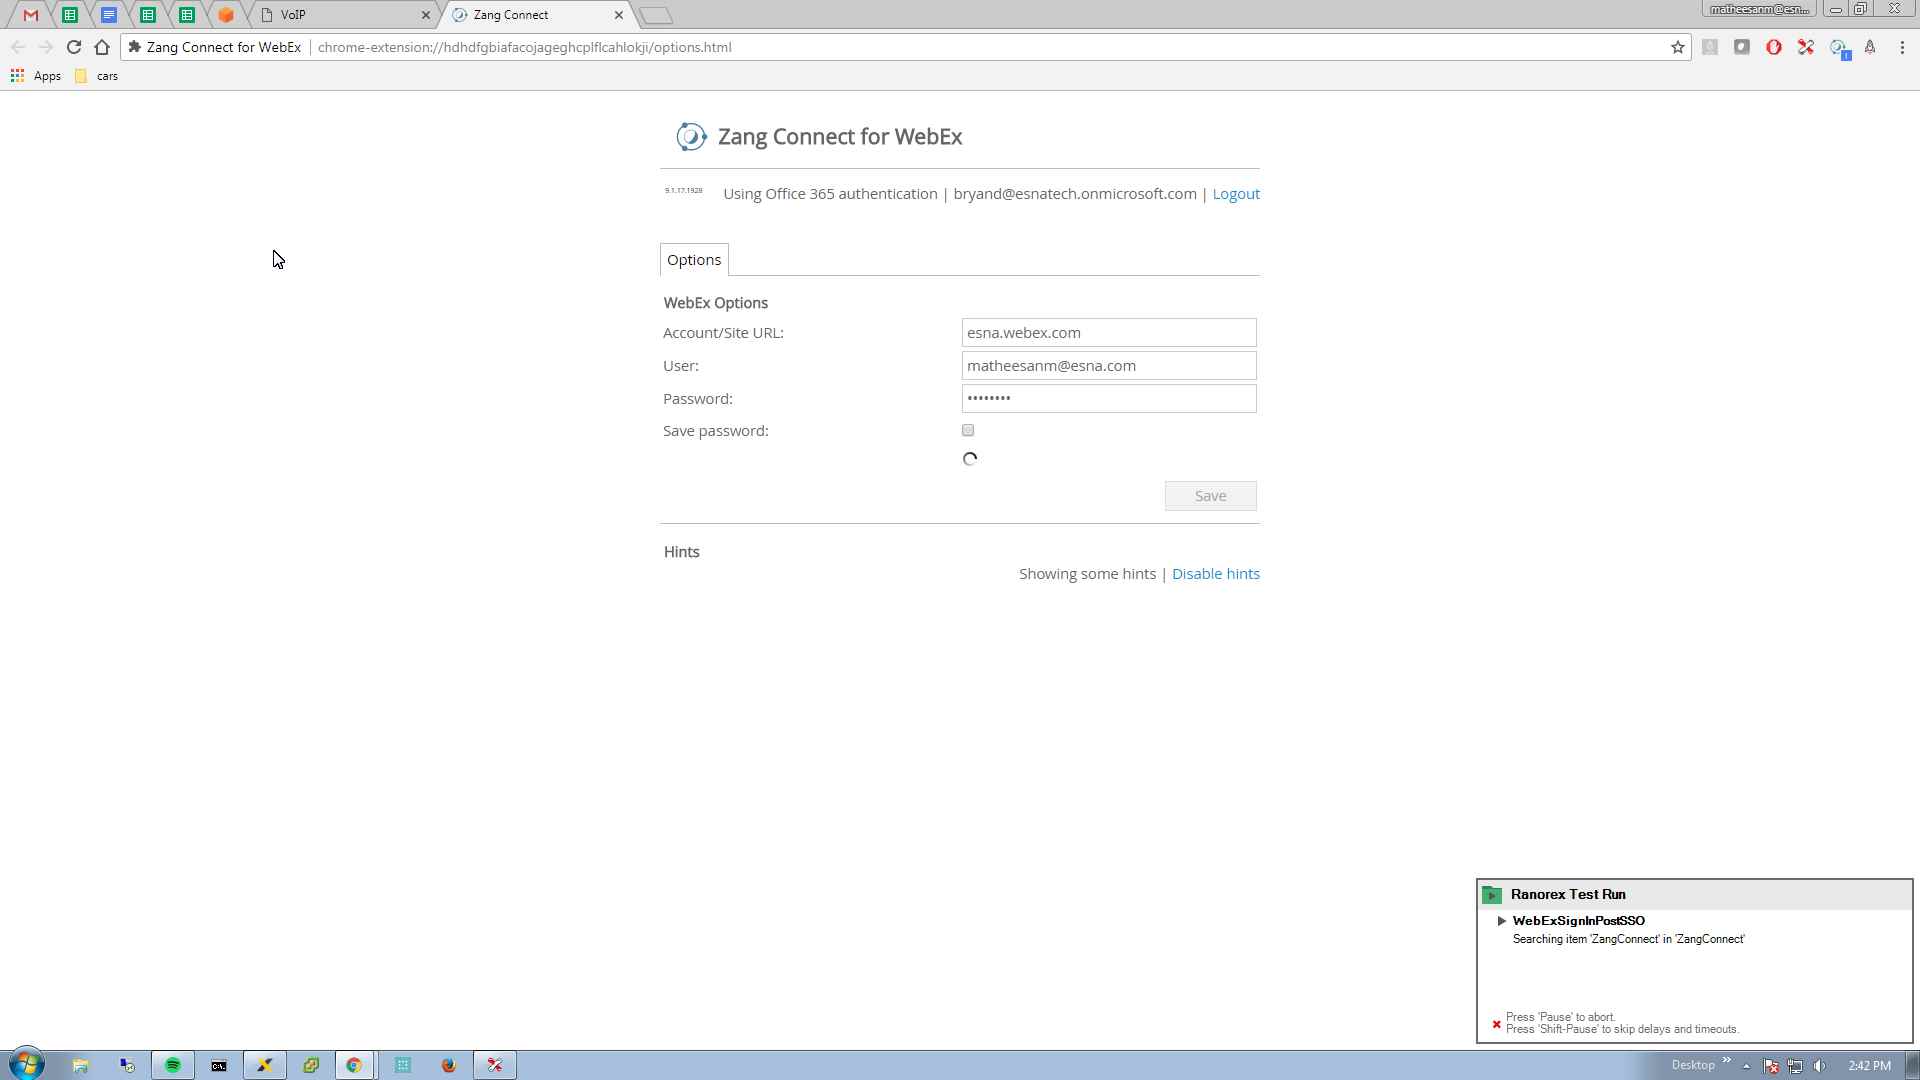 VoIP
Zang Connect
matheesanm@esn...
Zang Connect for WebEx
chrome-extension://hdhdfgbiafacojageghcplflcahlokji/options.html
Apps
cars
Zang Connect for WebEx
9.1.17.1928
Using Office 365 authentication | bryand@esnatech.onmicrosoft.com | Logout
Options
WebEx Options
Account/Site URL:
esna.webex.com
User:
matheesanm@esna.com
Password:
••••••••
Save password:
Save
Hints
Showing some hints | Disable hints
Ranorex Test Run
WebExSignInPostSSO
Searching item 'ZangConnect' in 'ZangConnect'
Press 'Pause' to abort.
Press 'Shift-Pause' to skip delays and timeouts.
Desktop
2:42 PM